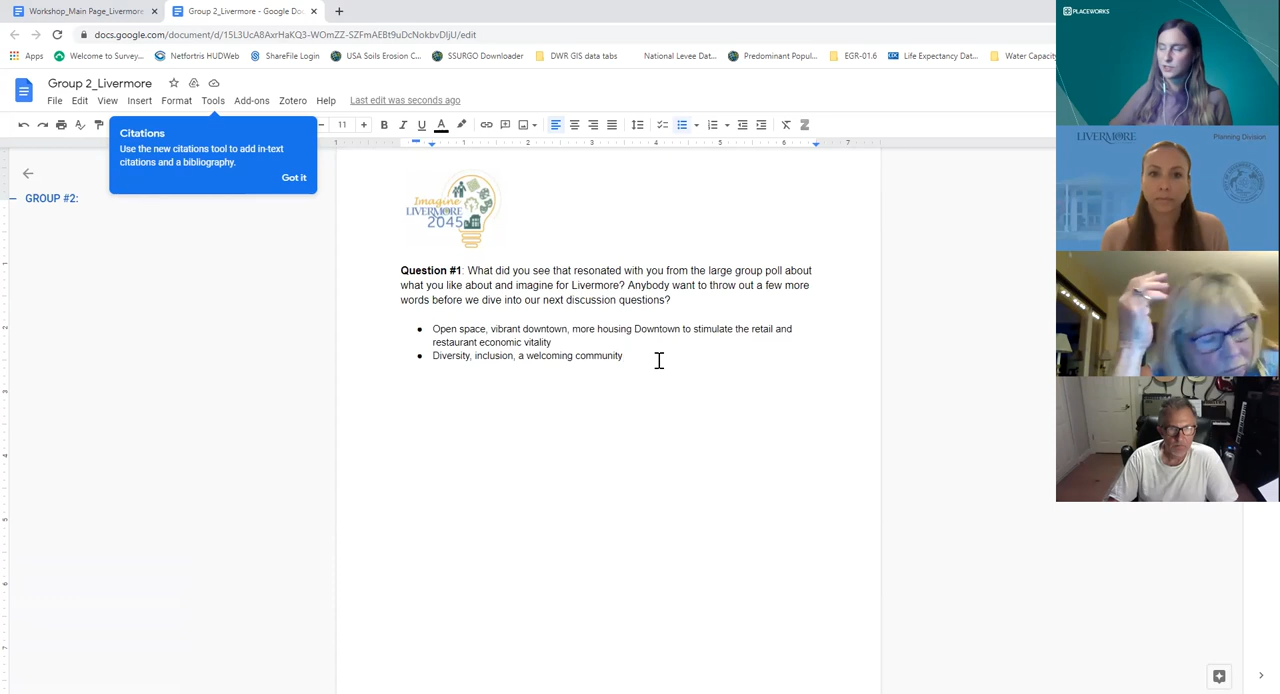 Workshop_Main Page_Livermore
Group 2_Livermore - Google Do
docs.google.com/document/d/15L3UcA8AxrHaKQ3-WOmZZ-SZFmAEBt9uDcNokbvDIjU/edit
Apps
Welcome to Survey...
Netfortris HUDWeb
ShareFile Login
USA Soils Erosion C...
SSURGO Downloader
DWR GIS data tabs
National Levee Dat...
Predominant Popul...
EGR-01.6
Life Expectancy Dat...
Water Capacity
Group 2_Livermore
File Edit View Insert Format Tools Add-ons Zotero Help Last edit was seconds ago
11
Citations
Use the new citations tool to add in-text
citations and a bibliography.
Got it
GROUP #2:
Imagine
LIVERMORE
2045
Question #1: What did you see that resonated with you from the large group poll about
what you like about and imagine for Livermore? Anybody want to throw out a few more
words before we dive into our next discussion questions?
● Open space, vibrant downtown, more housing Downtown to stimulate the retail and
restaurant economic vitality
● Diversity, inclusion, a welcoming community
PLACEWORKS
LIVERMORE
Planning Division